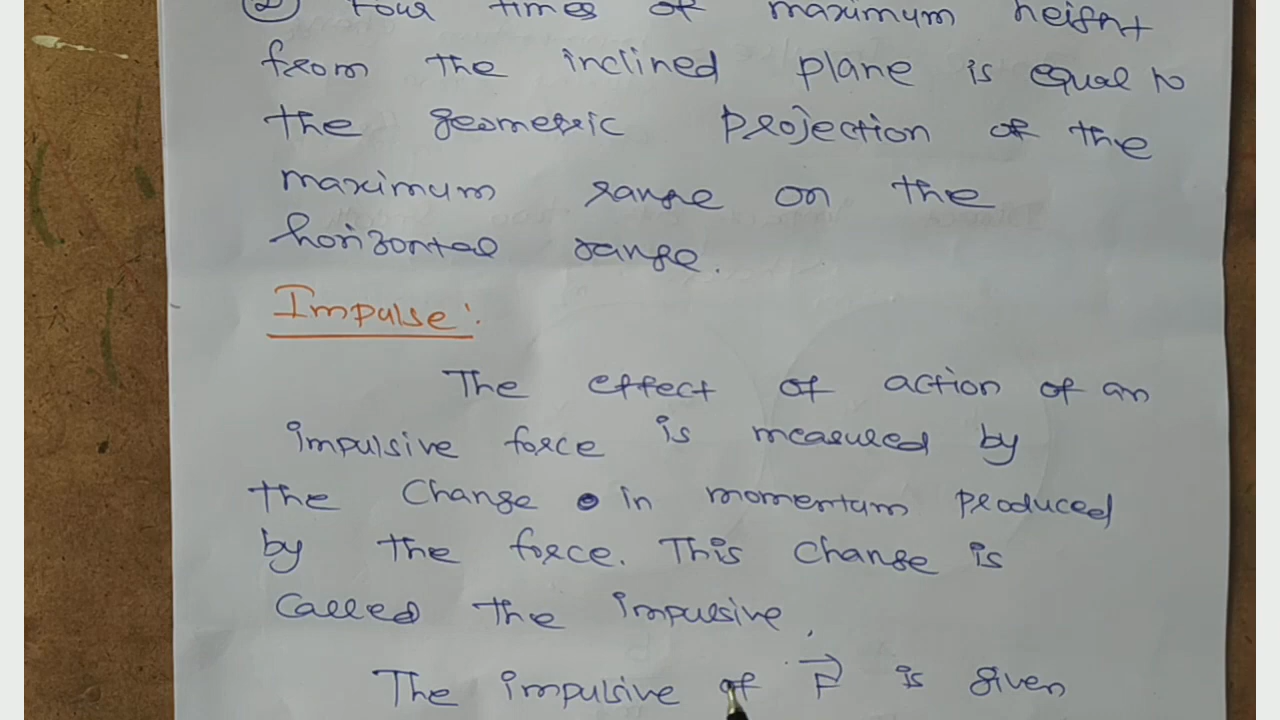 ② Four times of maximum height
from the inclined plane is equal to
the geometric projection of the
maximum range on the
horizontal range.
Impulse:
The effect of action of an
impulsive force is measured by
the change in momentum produced
by the force. This change is
called the impulsive.
The impulsive of F⃗ is given